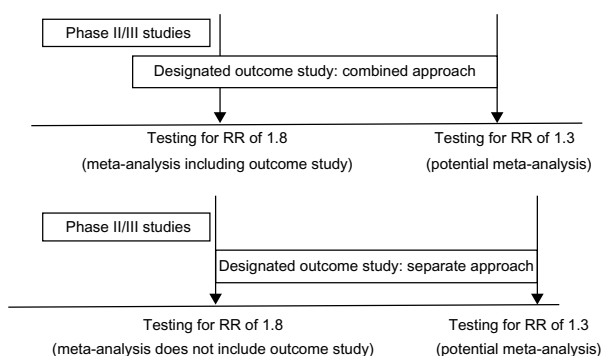 Phase II/III studies
Designated outcome study: combined approach
Testing for RR of 1.8
Testing for RR of 1.3
(meta-analysis including outcome study)
(potential meta-analysis)
Phase II/III studies
Designated outcome study: separate approach
Testing for RR of 1.8
Testing for RR of 1.3
(meta-analysis does not include outcome study)
(potential meta-analysis)